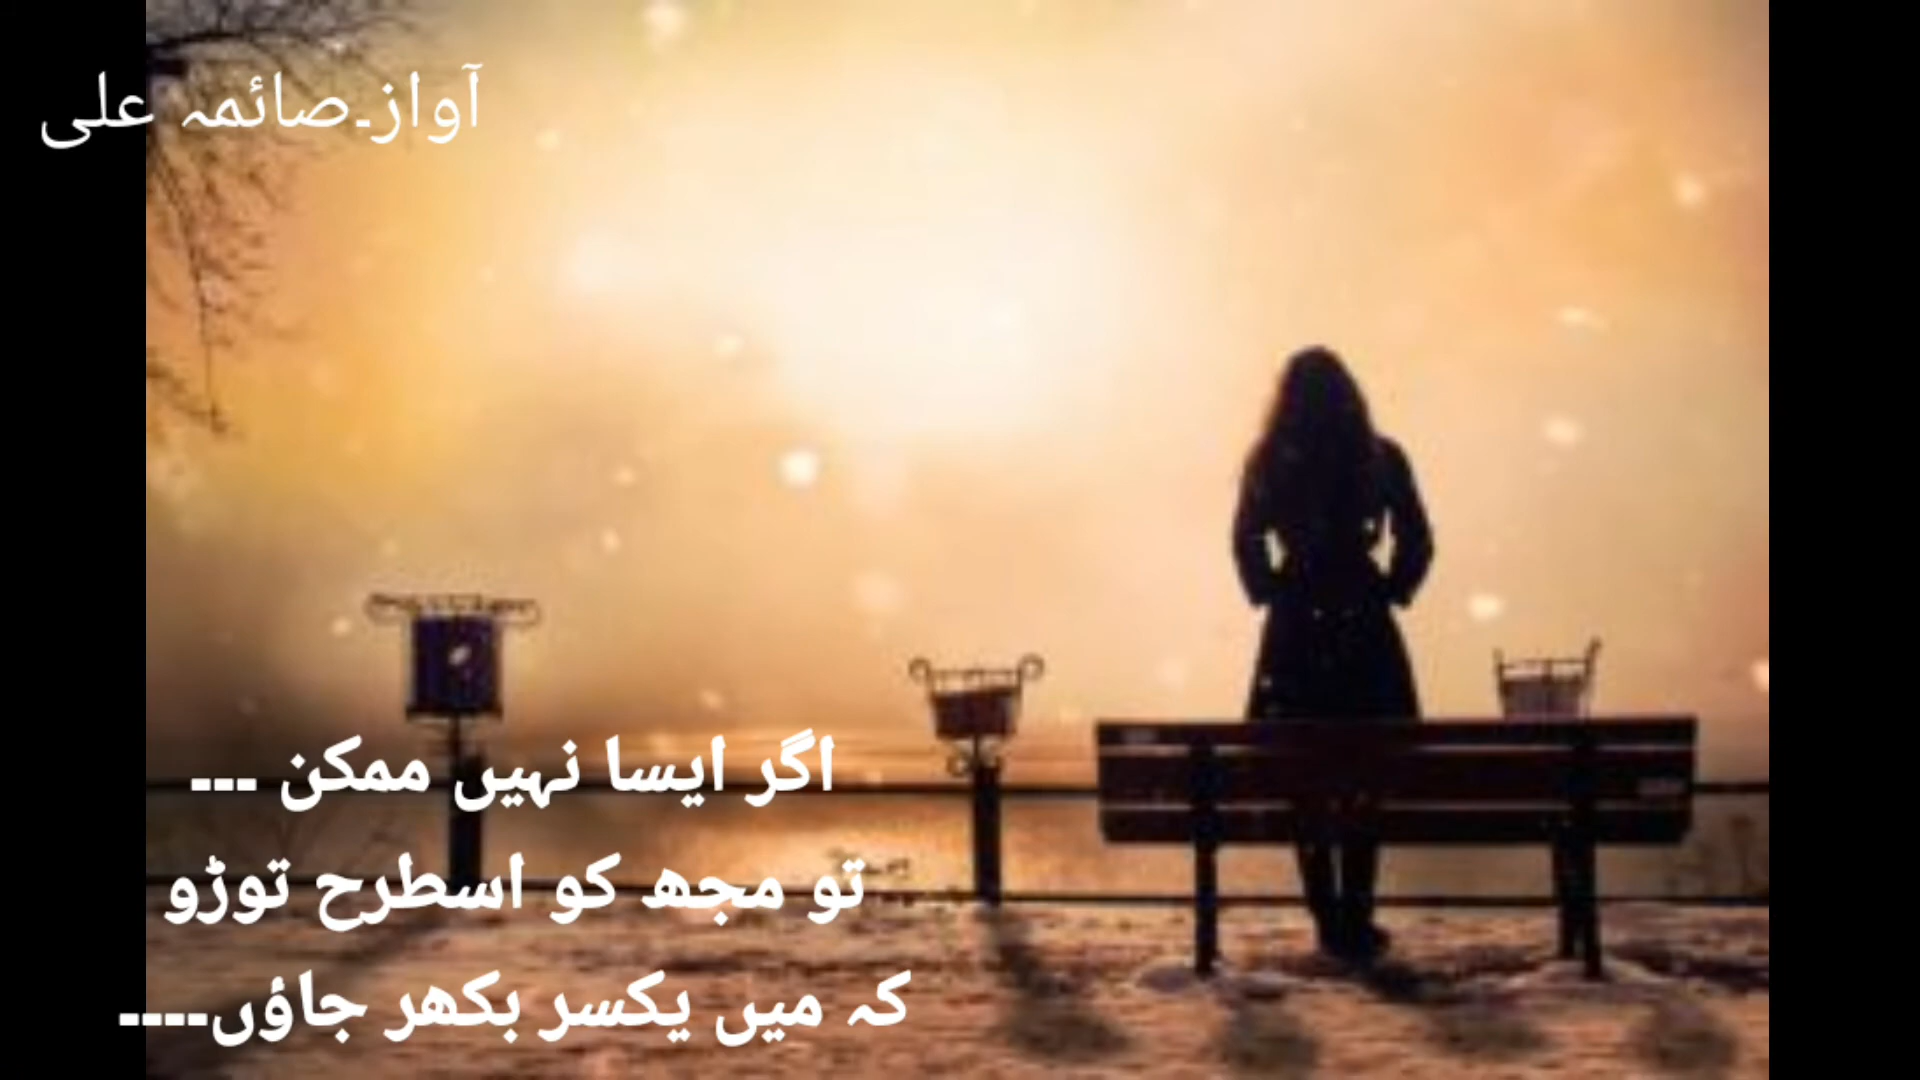 آواز۔صائمہ علی
اگر ایسا نہیں ممکن ---
تو مجھ کو اسطرح توڑو
کہ میں یکسر بکھر جاؤں----